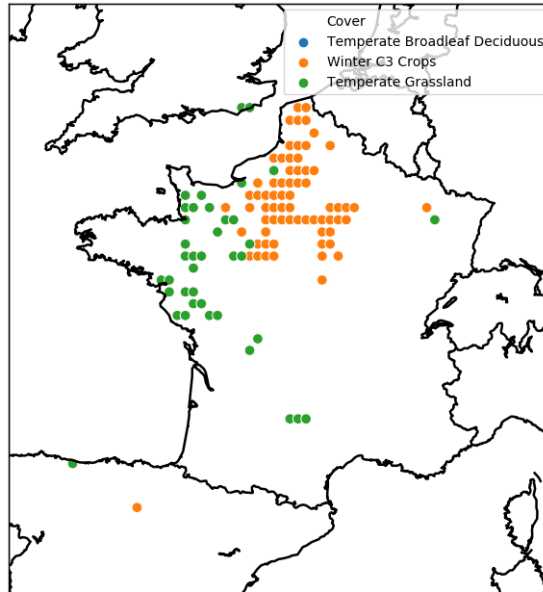 Cover
Temperate Broadleaf Deciduous
Winter C3 Crops
Temperate Grassland